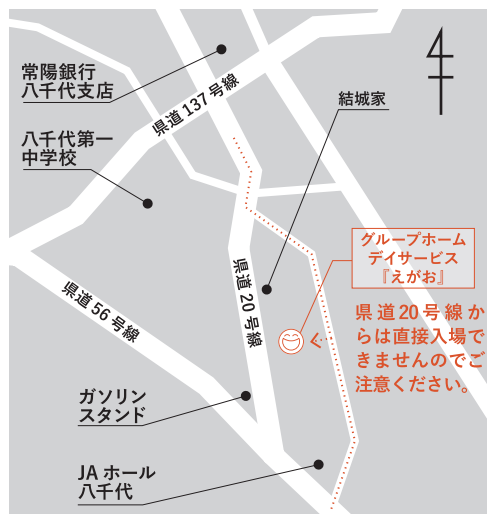 常陽銀行
八千代支店
県道137号線
結城家
八千代第一
中学校
グループホーム
デイサービス
『えがお』
県道20号線
県道56号線
県道20号線か
らは直接入場で
きませんのでご
注意ください。
ガソリン
スタンド
JAホール
八千代